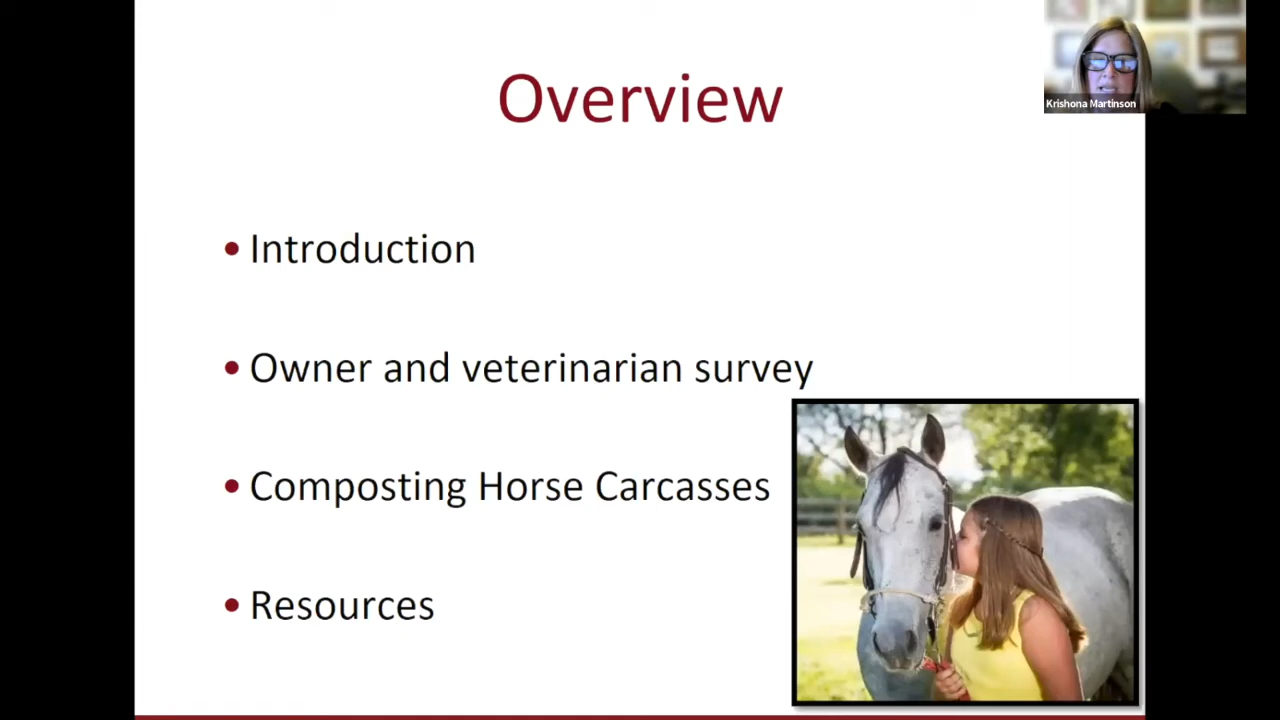 Overview
Krishona Martinson
• Introduction
• Owner and veterinarian survey
• Composting Horse Carcasses
• Resources